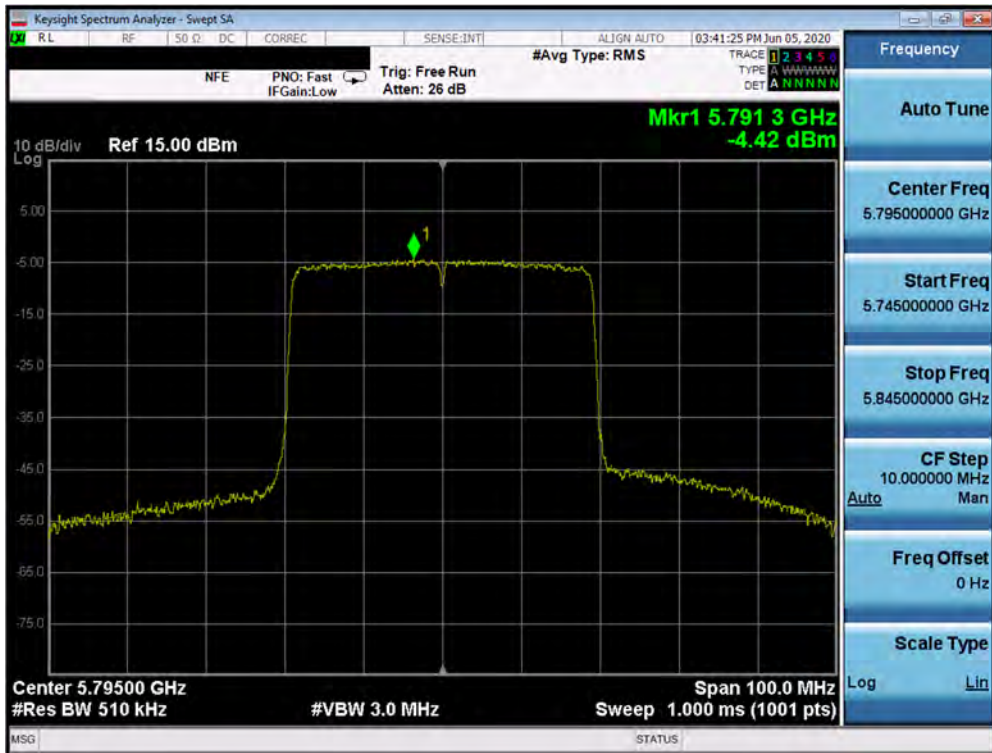 Keysight Spectrum Analyzer - Swept SA
LXI RL RF 50 Ω DC CORREC SENSE:INT ALIGN AUTO 03:41:25 PM Jun 05, 2020
NFE PNO: Fast IFGain:Low Trig: Free Run Atten: 26 dB #Avg Type: RMS
TRACE 1 2 3 4 5 6
TYPE A WWWWW
DET A N N N N N
Mkr1 5.791 3 GHz
-4.42 dBm
10 dB/div Ref 15.00 dBm
Log
1
5.00
-5.00
-15.0
-25.0
-35.0
-45.0
-55.0
-65.0
-75.0
Center 5.79500 GHz Span 100.0 MHz
#Res BW 510 kHz #VBW 3.0 MHz Sweep 1.000 ms (1001 pts)
MSG STATUS
Frequency
Auto Tune
Center Freq
5.795000000 GHz
Start Freq
5.745000000 GHz
Stop Freq
5.845000000 GHz
CF Step
10.000000 MHz
Auto Man
Freq Offset
0 Hz
Scale Type
Log Lin